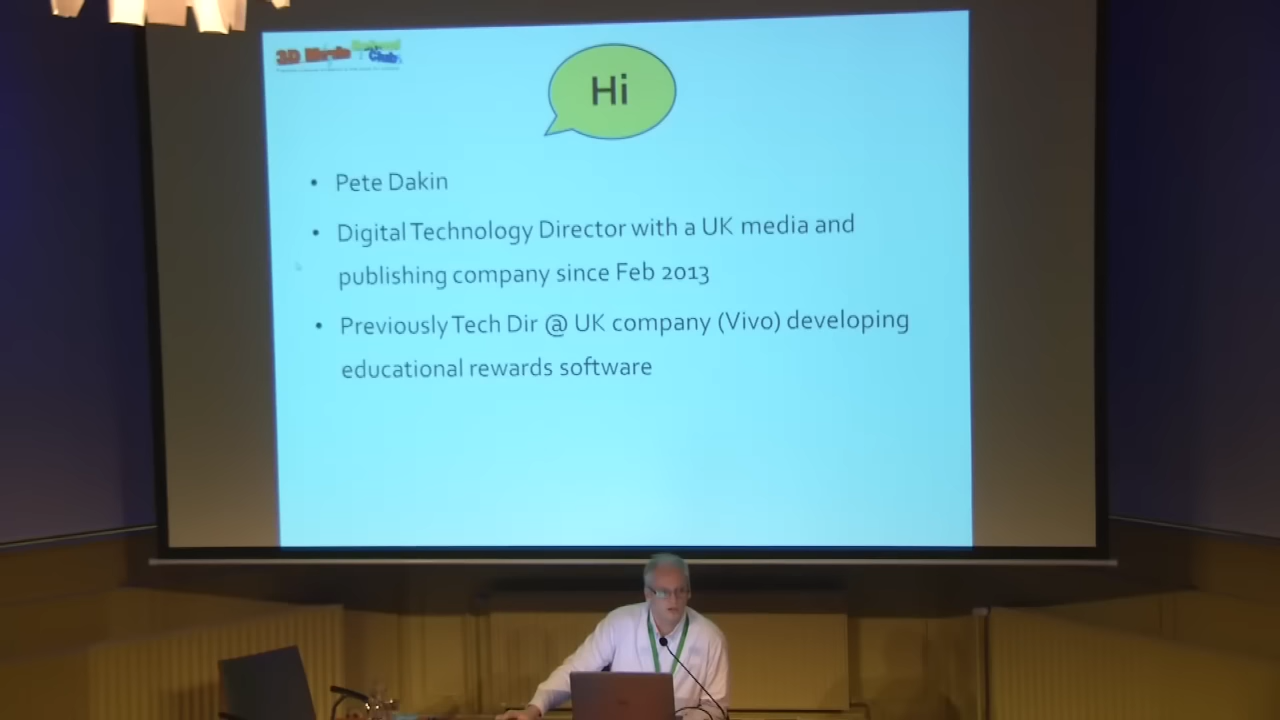 3D
Hi
Pete Dakin
Digital Technology Director with a UK media and
publishing company since Feb 2013
Previously Tech Dir @ UK company (Vivo) developing
educational rewards software